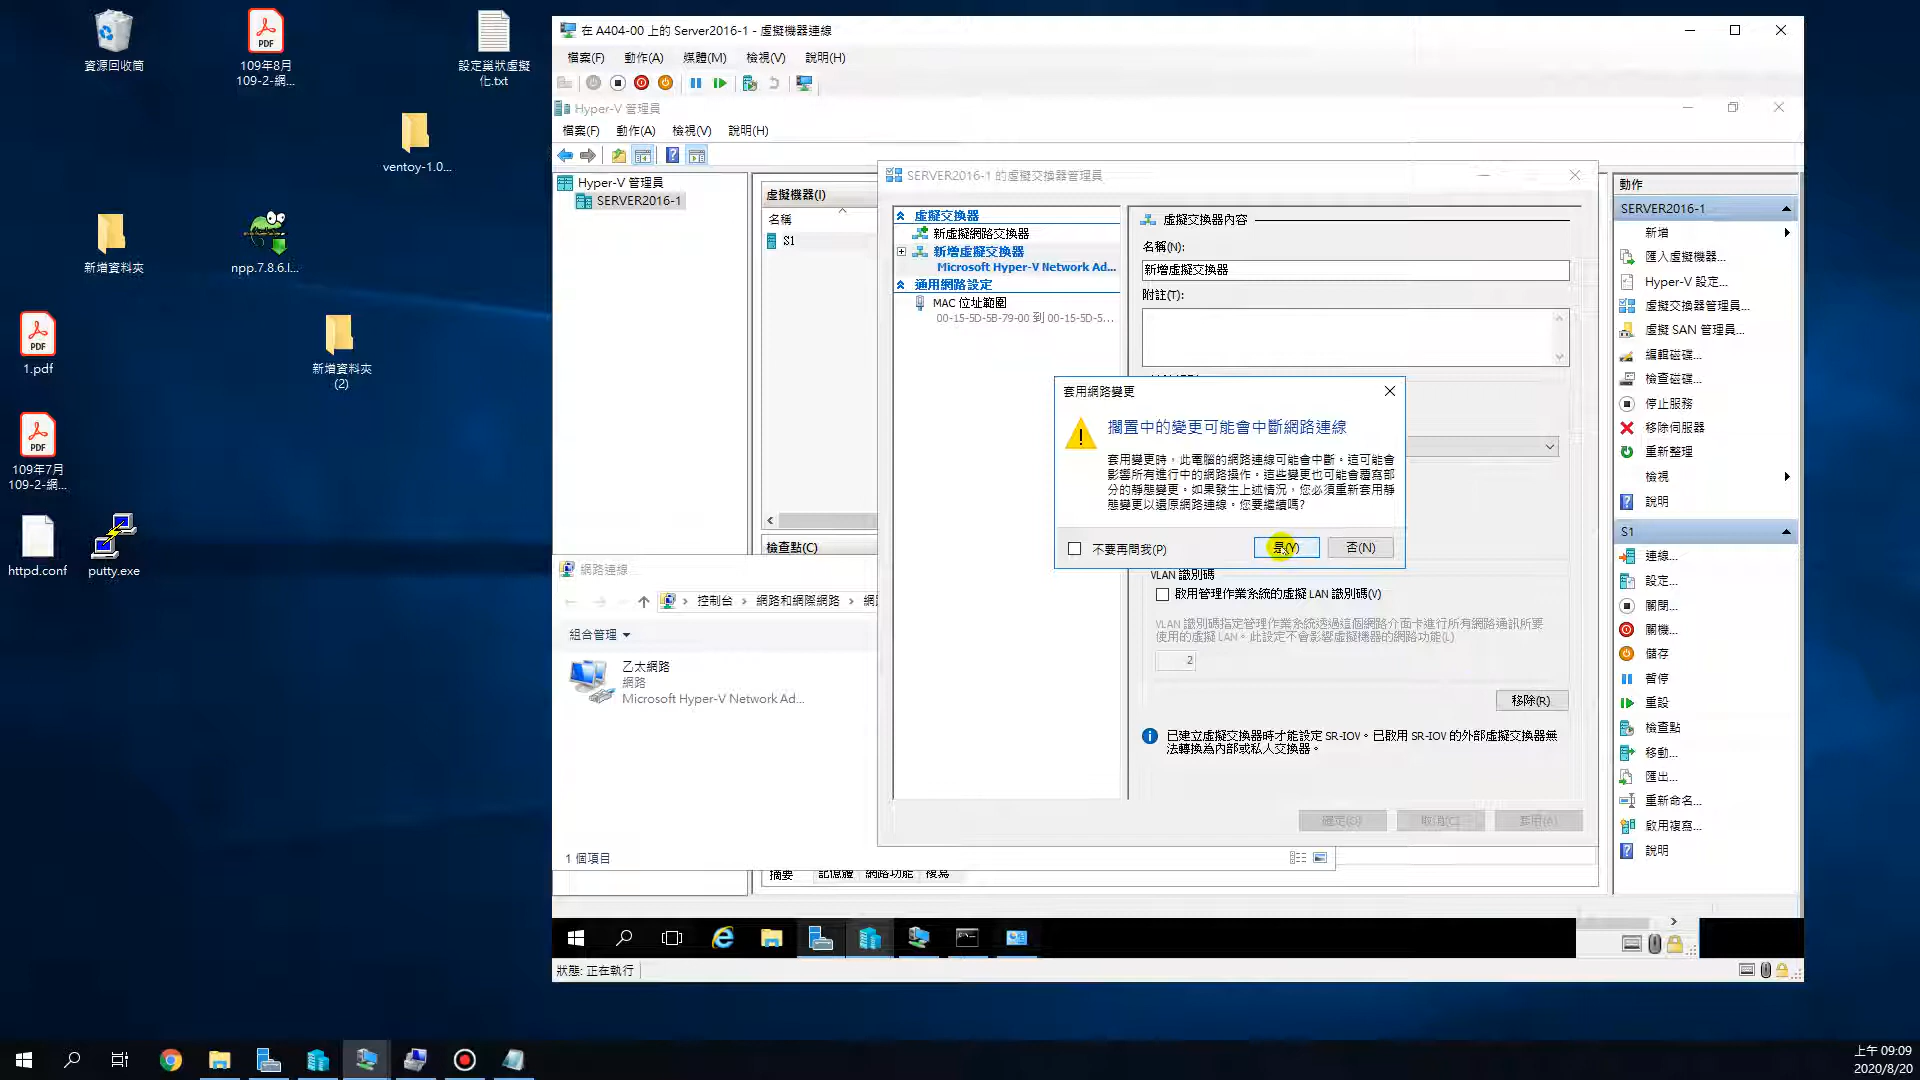 資源回收筒
109年8月
109-2-網...
設定巢狀虛擬
化.txt
ventoy-1.0...
新增資料夾
npp.7.8.6.I...
1.pdf
新增資料夾
(2)
109年7月
109-2-網...
httpd.conf
putty.exe
在 A404-00 上的 Server2016-1 - 虛擬機器連線
檔案(F) 動作(A) 媒體(M) 檢視(V) 說明(H)
Hyper-V 管理員
檔案(F) 動作(A) 檢視(V) 說明(H)
Hyper-V 管理員
SERVER2016-1
虛擬機器(I)
名稱
S1
檢查點(C)
SERVER2016-1 的虛擬交換器管理員
虛擬交換器
新虛擬網路交換器
新增虛擬交換器
Microsoft Hyper-V Network Ad...
通用網路設定
MAC 位址範圍
00-15-5D-5B-79-00 到 00-15-5D-5...
虛擬交換器內容
名稱(N):
新增虛擬交換器
附註(T):
套用網路變更
擱置中的變更可能會中斷網路連線
套用變更時，此電腦的網路連線可能會中斷。這可能會
影響所有進行中的網路操作。這些變更也可能會覆寫部
分的靜態變更。如果發生上述情況，您必須重新套用靜
態變更以還原網路連線。您要繼續嗎?
不要再問我(P)
是(Y)
否(N)
VLAN 識別碼
啟用管理作業系統的虛擬 LAN 識別碼(V)
VLAN 識別碼指定管理作業系統透過這個網路介面卡進行所有網路通訊所要
使用的虛擬 LAN。此設定不會影響虛擬機器的網路功能(L)
2
移除(R)
已建立虛擬交換器時才能設定 SR-IOV。已啟用 SR-IOV 的外部虛擬交換器無
法轉換為內部或私人交換器。
確定(O) 取消(C) 套用(A)
網路連線
控制台 › 網路和網際網路 ›
組合管理
乙太網路
網路
Microsoft Hyper-V Network Ad...
1 個項目
摘要 記憶體 網路功能 複寫
動作
SERVER2016-1
新增
匯入虛擬機器...
Hyper-V 設定...
虛擬交換器管理員...
虛擬 SAN 管理員...
編輯磁碟...
檢查磁碟...
停止服務
移除伺服器
重新整理
檢視
說明
S1
連線...
設定...
關閉...
關機...
儲存
暫停
重設
檢查點
移動...
匯出...
重新命名...
啟用複寫...
說明
狀態: 正在執行
上午 09:09
2020/8/20